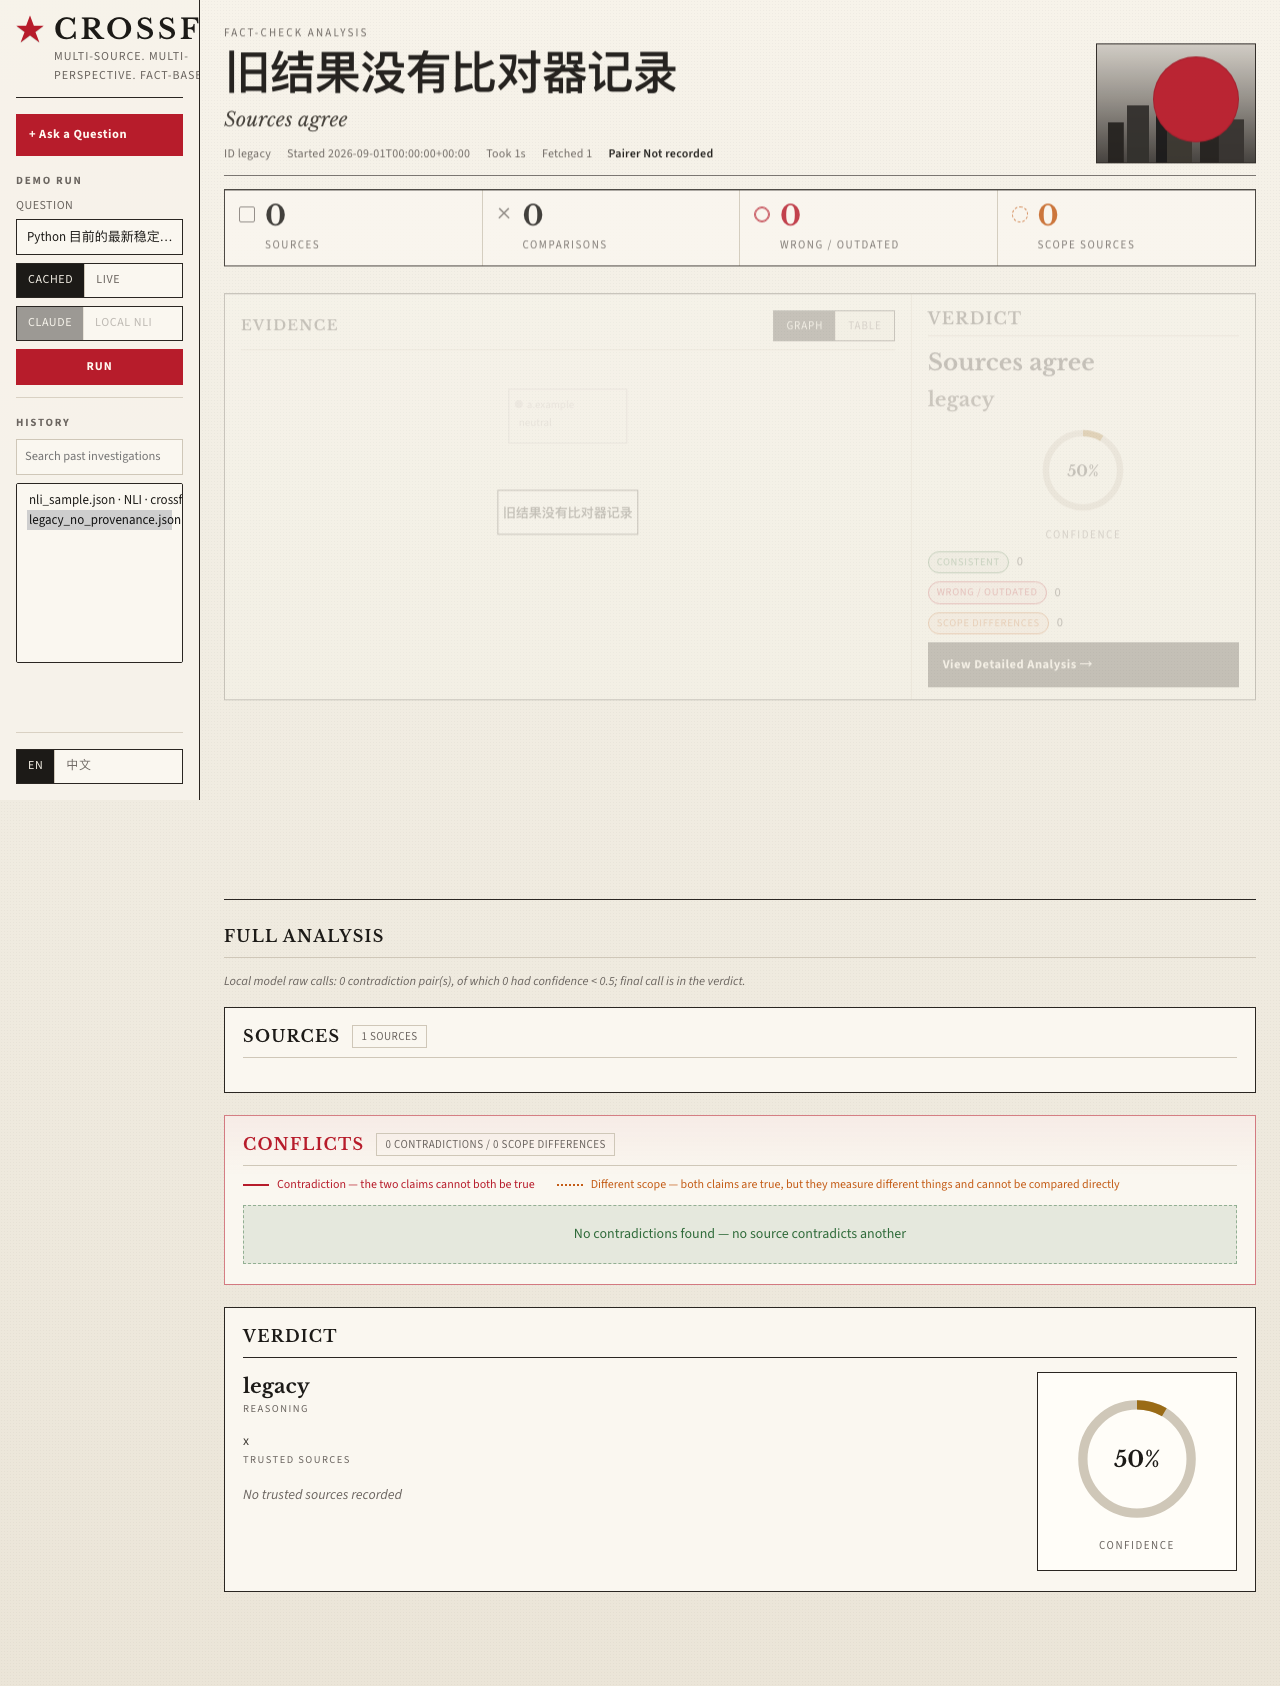 CROSSF
MULTI-SOURCE. MULTI-
PERSPECTIVE. FACT-BASE
+ Ask a Question
DEMO RUN
QUESTION
Python 目前的最新稳定…
CACHED LIVE
CLAUDE LOCAL NLI
RUN
HISTORY
Search past investigations
nli_sample.json · NLI · crossf
legacy_no_provenance.json
EN 中文
FACT-CHECK ANALYSIS
旧结果没有比对器记录
Sources agree
ID legacy Started 2026-09-01T00:00:00+00:00 Took 1s Fetched 1 Pairer Not recorded
0 SOURCES
0 COMPARISONS
0 WRONG / OUTDATED
0 SCOPE SOURCES
EVIDENCE
GRAPH TABLE
a.example
neutral
旧结果没有比对器记录
VERDICT
Sources agree
legacy
50%
CONFIDENCE
CONSISTENT 0
WRONG / OUTDATED 0
SCOPE DIFFERENCES 0
View Detailed Analysis →
FULL ANALYSIS
Local model raw calls: 0 contradiction pair(s), of which 0 had confidence < 0.5; final call is in the verdict.
SOURCES 1 SOURCES
CONFLICTS 0 CONTRADICTIONS / 0 SCOPE DIFFERENCES
Contradiction — the two claims cannot both be true Different scope — both claims are true, but they measure different things and cannot be compared directly
No contradictions found — no source contradicts another
VERDICT
legacy
REASONING
x
TRUSTED SOURCES
No trusted sources recorded
50%
CONFIDENCE